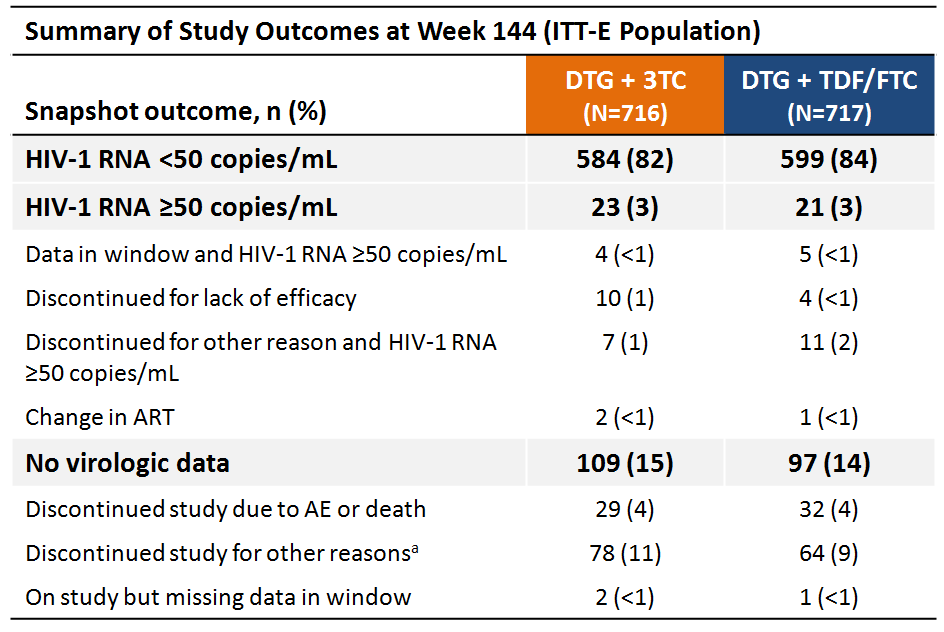 Summary of Study Outcomes at Week 144 (ITT-E Population)
Snapshot outcome, n (%) DTG + 3TC (N=716) DTG + TDF/FTC (N=717)
HIV-1 RNA <50 copies/mL 584 (82) 599 (84)
HIV-1 RNA ≥50 copies/mL 23 (3) 21 (3)
Data in window and HIV-1 RNA ≥50 copies/mL 4 (<1) 5 (<1)
Discontinued for lack of efficacy 10 (1) 4 (<1)
Discontinued for other reason and HIV-1 RNA 7 (1) 11 (2)
≥50 copies/mL
Change in ART 2 (<1) 1 (<1)
No virologic data 109 (15) 97 (14)
Discontinued study due to AE or death 29 (4) 32 (4)
Discontinued study for other reasonsᵃ 78 (11) 64 (9)
On study but missing data in window 2 (<1) 1 (<1)